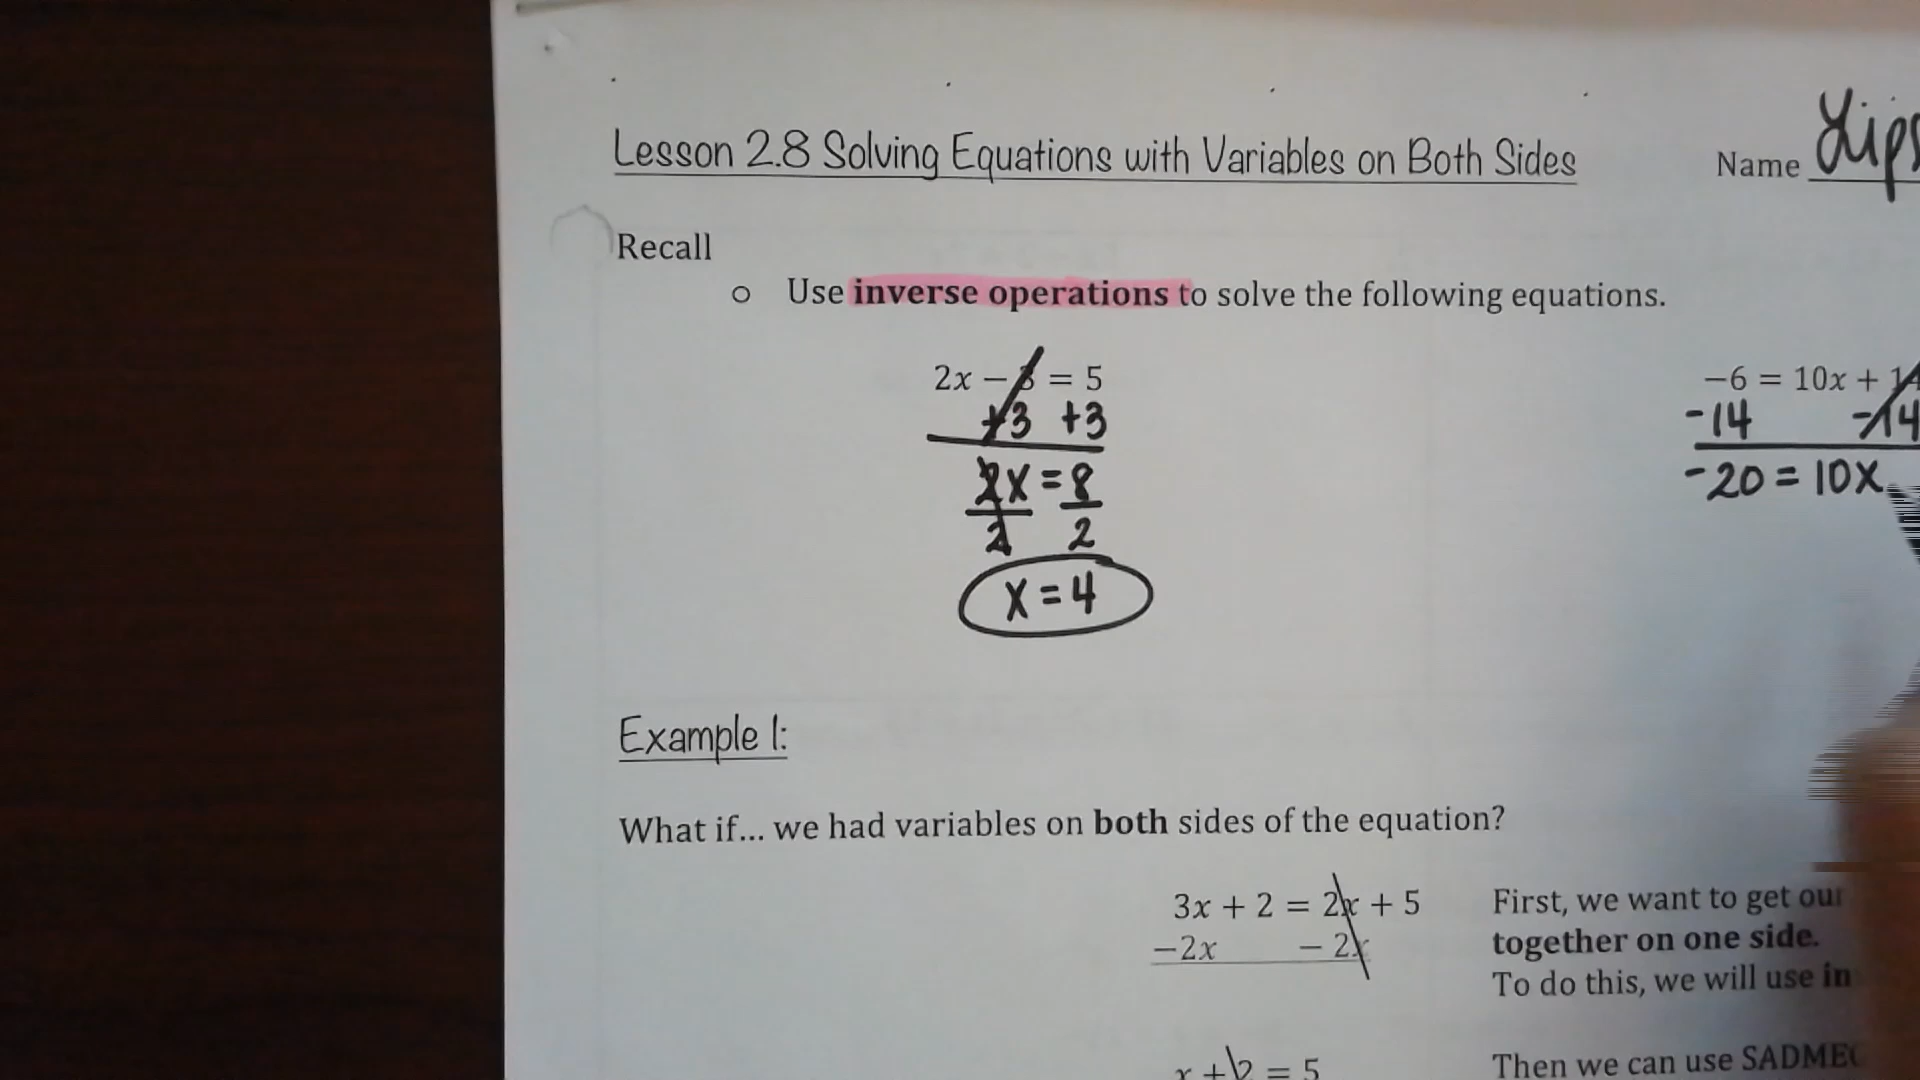 Lesson 2.8 Solving Equations with Variables on Both Sides
Name
Recall
o Use inverse operations to solve the following equations.
2x − 3 = 5
+3 +3
2x = 8
2 2
x = 4
−6 = 10x + 14
-14 -14
-20 = 10x
Example 1:
What if... we had variables on both sides of the equation?
3x + 2 = 2x + 5
−2x − 2x
First, we want to get our
together on one side.
To do this, we will use
x + 2 = 5
Then we can use